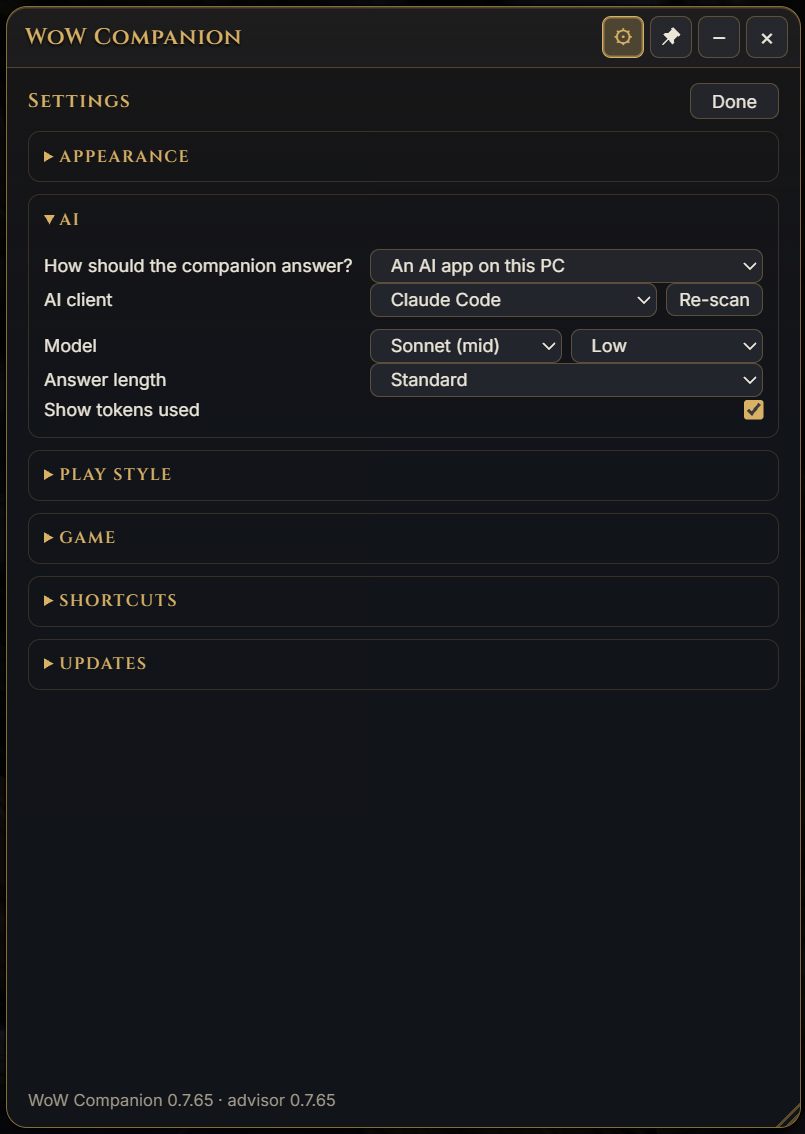 WoW Companion
Settings
Done
APPEARANCE
AI
How should the companion answer? An AI app on this PC
AI client Claude Code Re-scan
Model Sonnet (mid) Low
Answer length Standard
Show tokens used
PLAY STYLE
GAME
SHORTCUTS
UPDATES
WoW Companion 0.7.65 · advisor 0.7.65